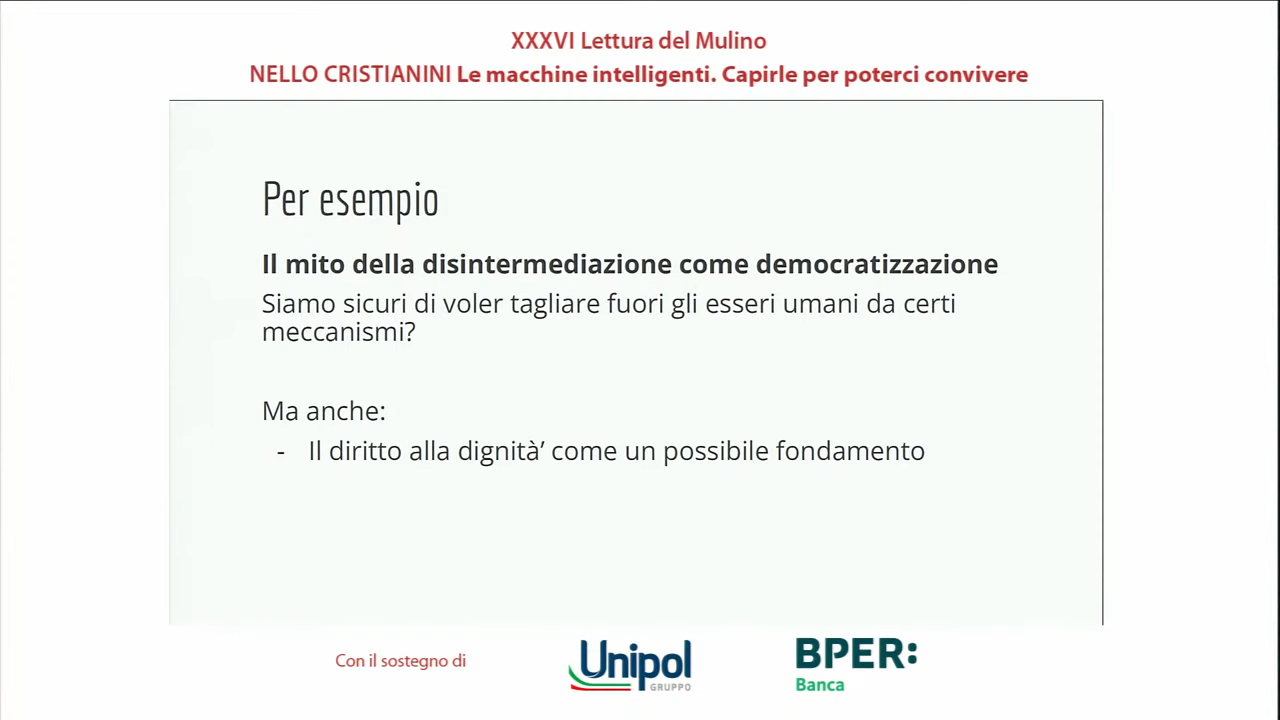 XXXVI Lettura del Mulino
NELLO CRISTIANINI Le macchine intelligenti. Capirle per poterci convivere
Per esempio
Il mito della disintermediazione come democratizzazione
Siamo sicuri di voler tagliare fuori gli esseri umani da certi
meccanismi?
Ma anche:
- Il diritto alla dignità’ come un possibile fondamento
Con il sostegno di
Unipol
GRUPPO
BPER:
Banca